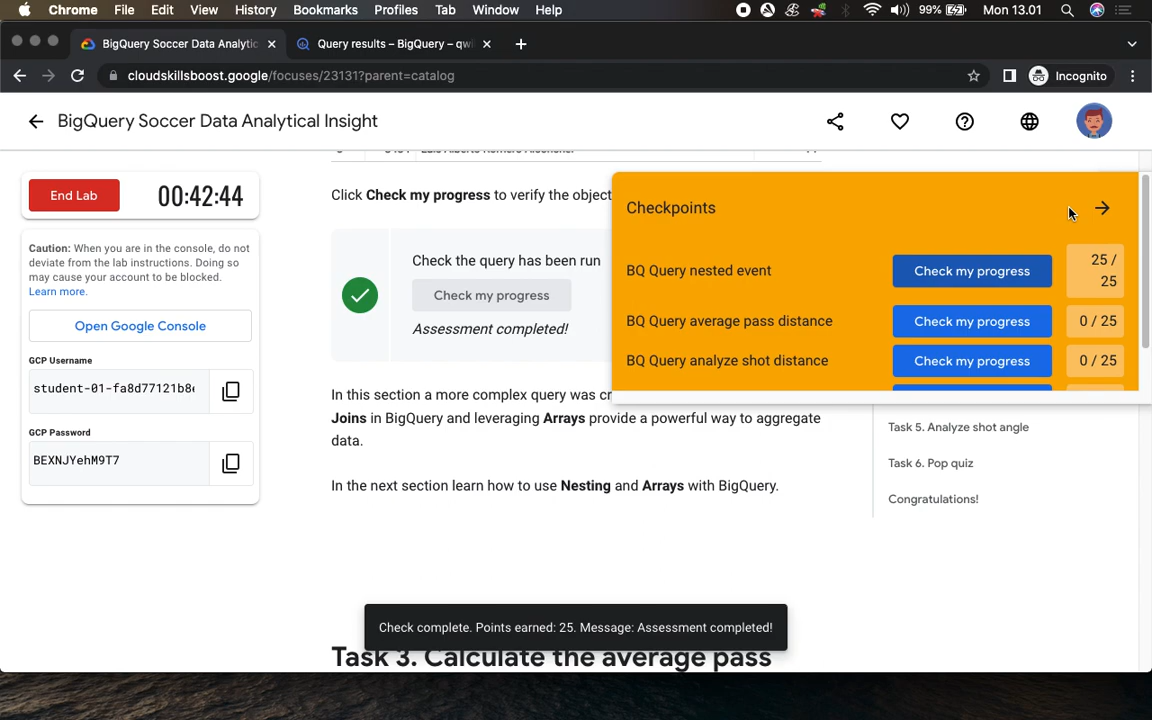 Chrome File Edit View History Bookmarks Profiles Tab Window Help 99% Mon 13.01
BigQuery Soccer Data Analytic
Query results – BigQuery – qwi
cloudskillsboost.google/focuses/23131?parent=catalog
Incognito
BigQuery Soccer Data Analytical Insight
End Lab
00:42:44
Caution: When you are in the console, do not
deviate from the lab instructions. Doing so
may cause your account to be blocked.
Learn more.
Open Google Console
GCP Username
student-01-fa8d77121b8
GCP Password
BEXNJYehM9T7
Click Check my progress to verify the object
Check the query has been run
Check my progress
Assessment completed!
In this section a more complex query was cr
Joins in BigQuery and leveraging Arrays provide a powerful way to aggregate
data.
In the next section learn how to use Nesting and Arrays with BigQuery.
Task 3. Calculate the average pass
Checkpoints
BQ Query nested event
Check my progress
25 /
25
BQ Query average pass distance
Check my progress
0 / 25
BQ Query analyze shot distance
Check my progress
0 / 25
Task 5. Analyze shot angle
Task 6. Pop quiz
Congratulations!
Check complete. Points earned: 25. Message: Assessment completed!